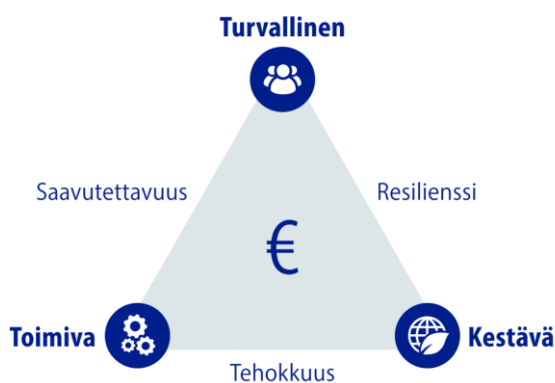 Turvallinen
Saavutettavuus
Resilienssi
€
Toimiva
Kestävä
Tehokkuus